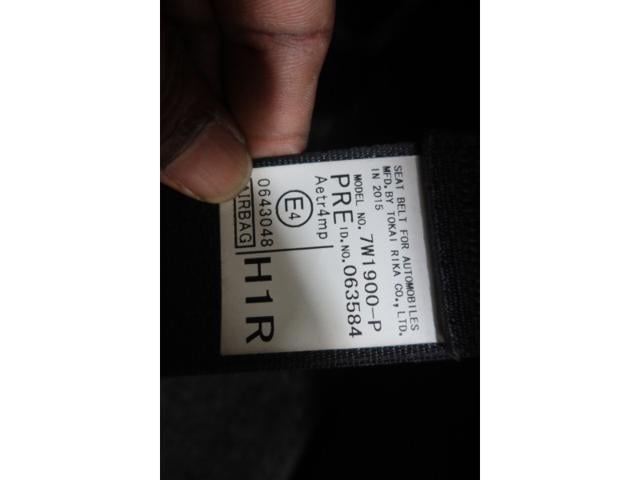 SEAT BELT FOR AUTOMOBILES
MFD. BY TOKAI RIKA CO., LTD.
IN 2015
MODEL NO. 7W1900-P
PRE ID.NO. 063584
Aetr4mp
E4
0643048 H1R
AIRBAG